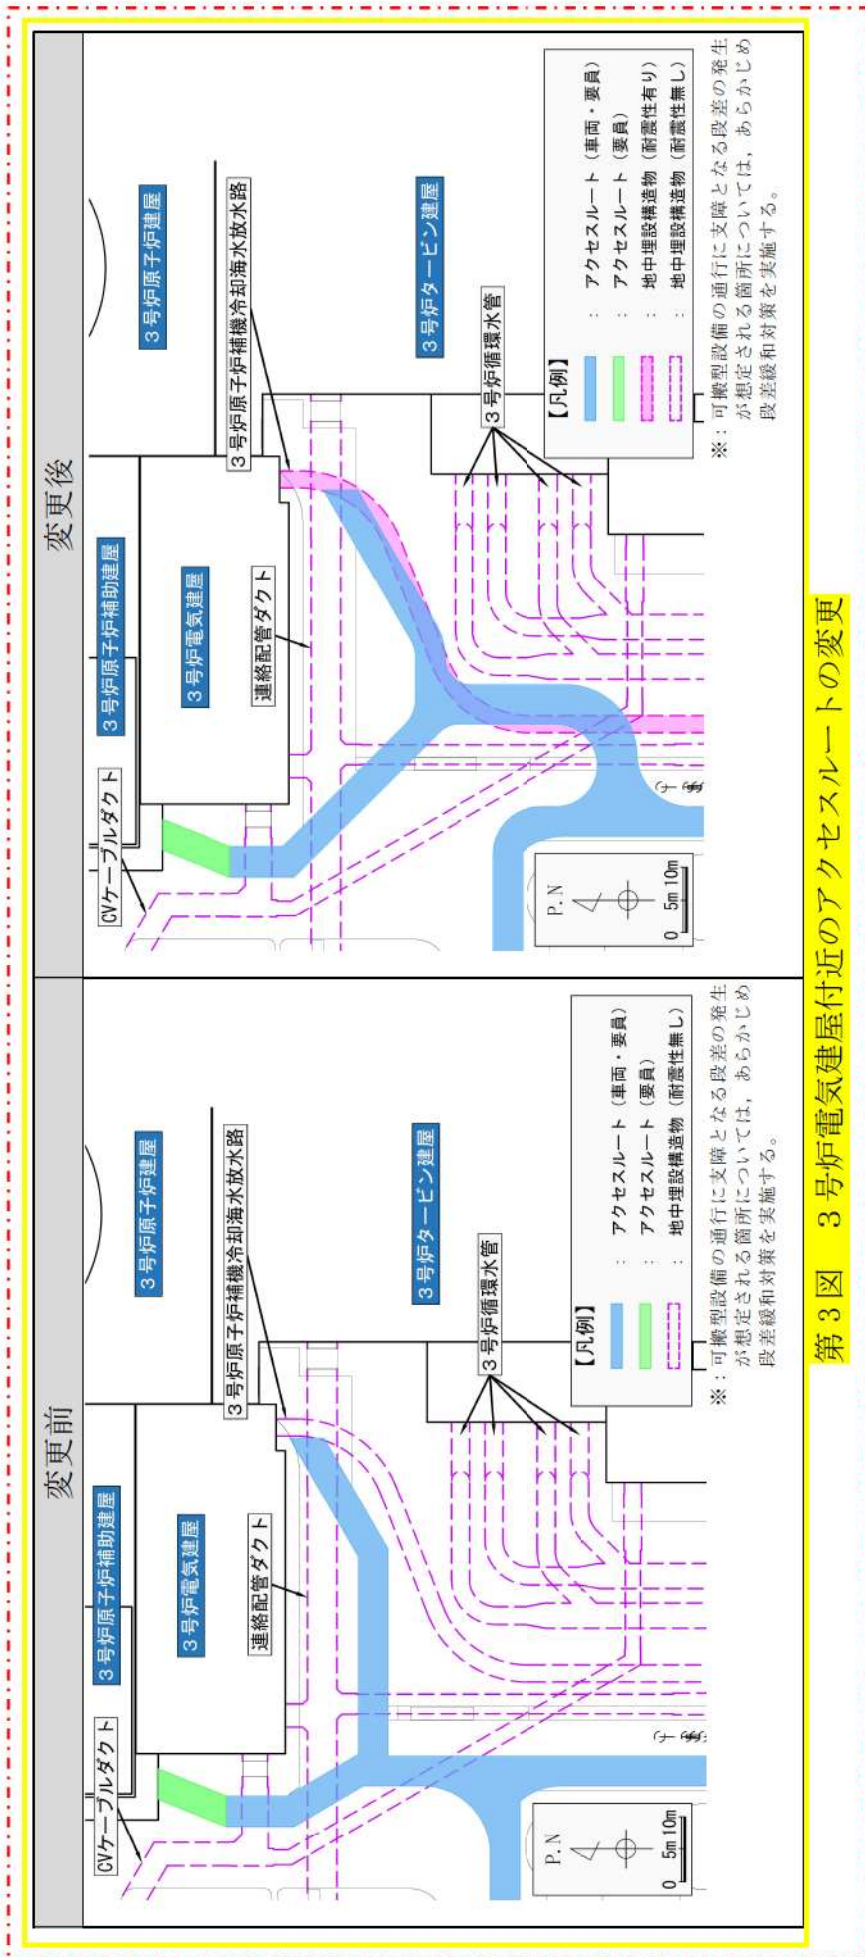 変更前
3号炉原子炉建屋
3号炉原子炉補助建屋
CVケーブルダクト
3号炉電気建屋
3号炉原子炉補機冷却海水放水路
連絡配管ダクト
3号炉タービン建屋
3号炉循環水管
P.N
0 5m 10m
【凡例】
： アクセスルート（車両・要員）
： アクセスルート（要員）
： 地中埋設構造物（耐震性無し）
※：可搬型設備の通行に支障となる段差の発生
が想定される箇所については，あらかじめ
段差緩和対策を実施する。
変更後
3号炉原子炉建屋
3号炉原子炉補助建屋
CVケーブルダクト
3号炉電気建屋
3号炉原子炉補機冷却海水放水路
連絡配管ダクト
3号炉タービン建屋
3号炉循環水管
P.N
0 5m 10m
【凡例】
： アクセスルート（車両・要員）
： アクセスルート（要員）
： 地中埋設構造物（耐震性有り）
： 地中埋設構造物（耐震性無し）
※：可搬型設備の通行に支障となる段差の発生
が想定される箇所については，あらかじめ
段差緩和対策を実施する。
第3図　3号炉電気建屋付近のアクセスルートの変更